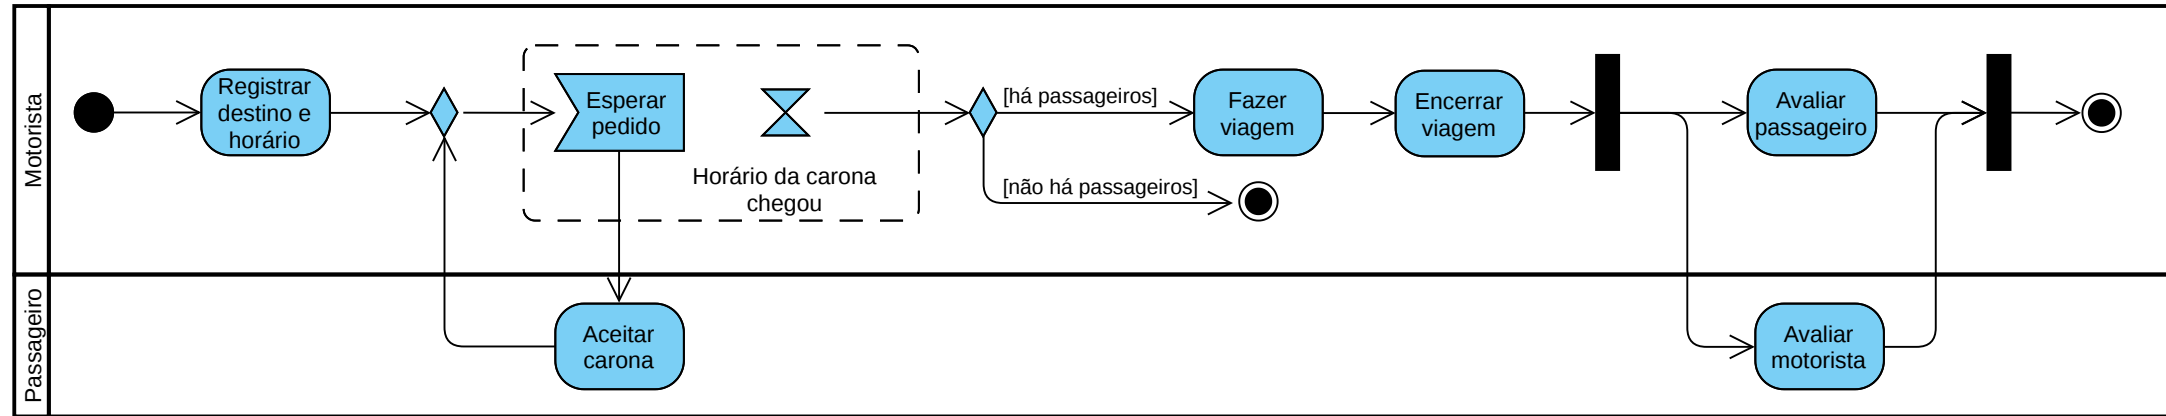 Motorista
Registrar
destino e
horário
Esperar
pedido
Horário da carona
chegou
[há passageiros]
[não há passageiros]
Fazer
viagem
Encerrar
viagem
Avaliar
passageiro
Passageiro
Aceitar
carona
Avaliar
motorista